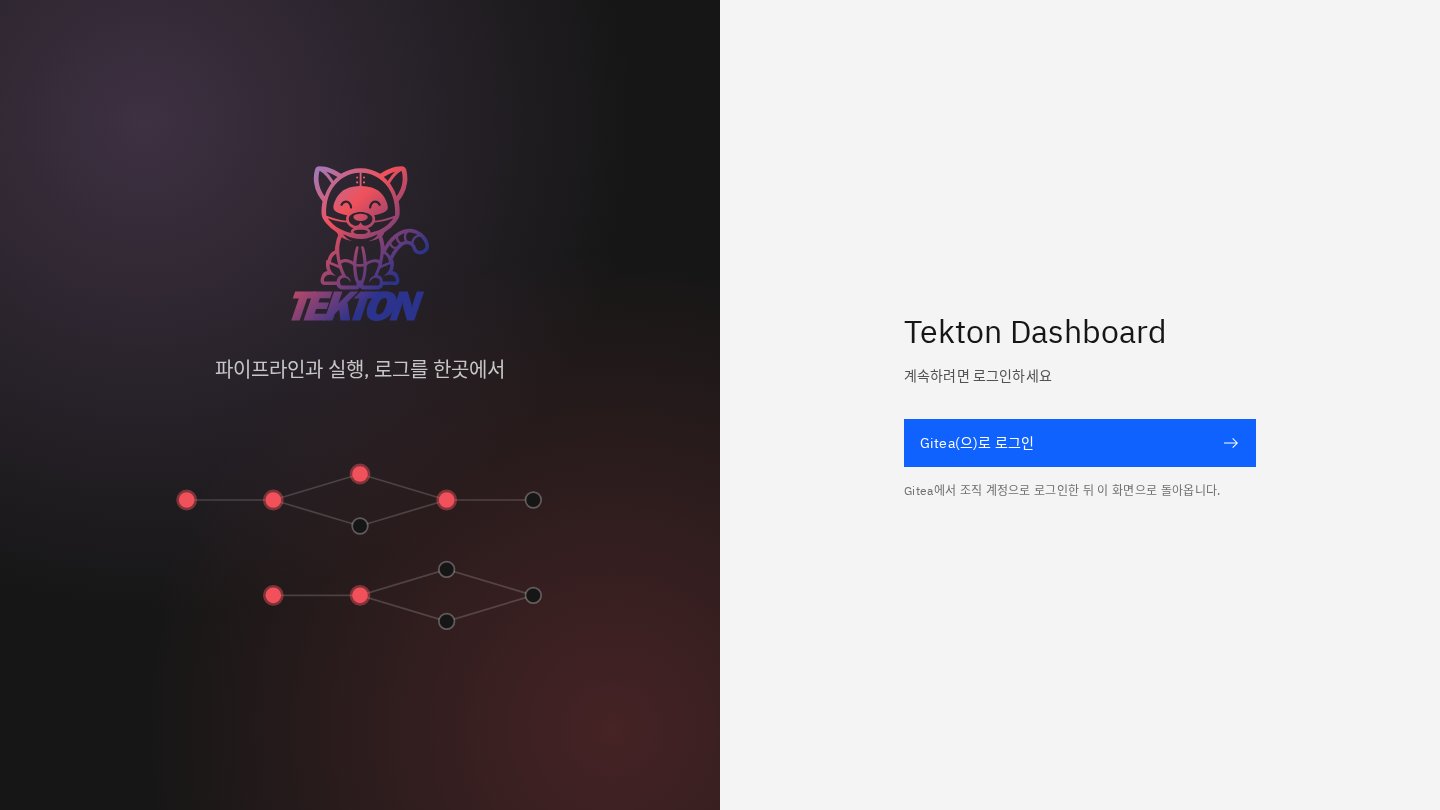 TEKTON
파이프라인과 실행, 로그를 한곳에서
Tekton Dashboard
계속하려면 로그인하세요
Gitea(으)로 로그인
Gitea에서 조직 계정으로 로그인한 뒤 이 화면으로 돌아옵니다.